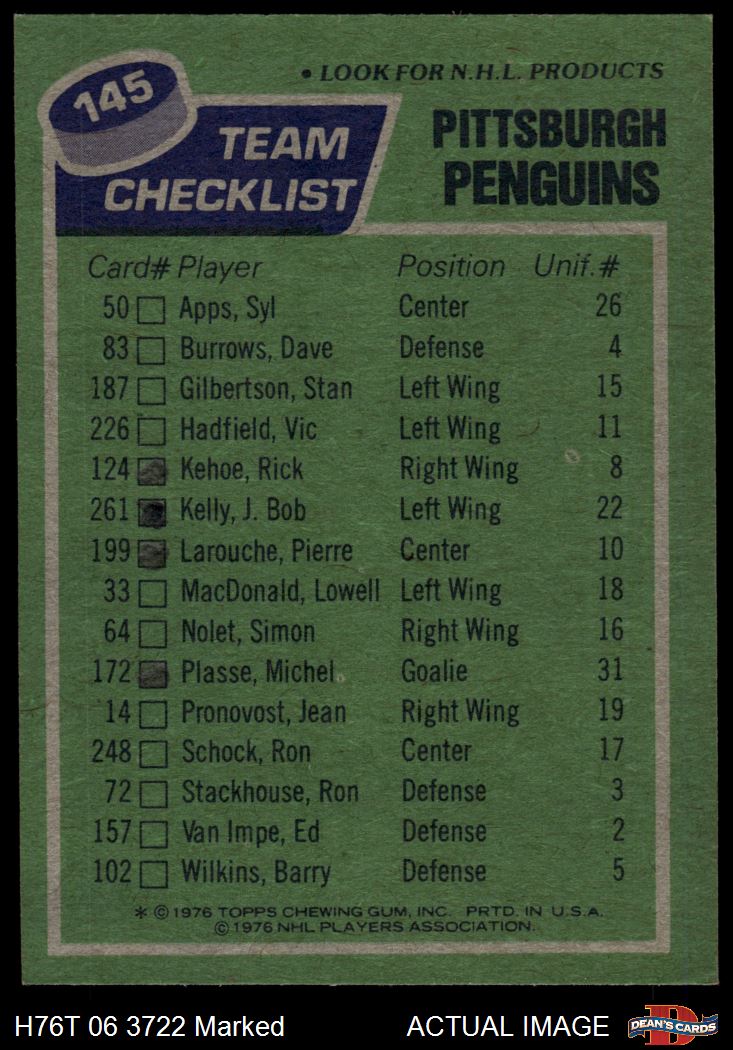 • LOOK FOR N.H.L. PRODUCTS
145
TEAM CHECKLIST
PITTSBURGH PENGUINS
Card# Player Position Unif.#
50 Apps, Syl Center 26
83 Burrows, Dave Defense 4
187 Gilbertson, Stan Left Wing 15
226 Hadfield, Vic Left Wing 11
124 Kehoe, Rick Right Wing 8
261 Kelly, J. Bob Left Wing 22
199 Larouche, Pierre Center 10
33 MacDonald, Lowell Left Wing 18
64 Nolet, Simon Right Wing 16
172 Plasse, Michel Goalie 31
14 Pronovost, Jean Right Wing 19
248 Schock, Ron Center 17
72 Stackhouse, Ron Defense 3
157 Van Impe, Ed Defense 2
102 Wilkins, Barry Defense 5
* © 1976 TOPPS CHEWING GUM, INC. PRTD. IN U.S.A.
© 1976 NHL PLAYERS ASSOCIATION.
H76T 06 3722 Marked ACTUAL IMAGE D DEAN'S CARDS